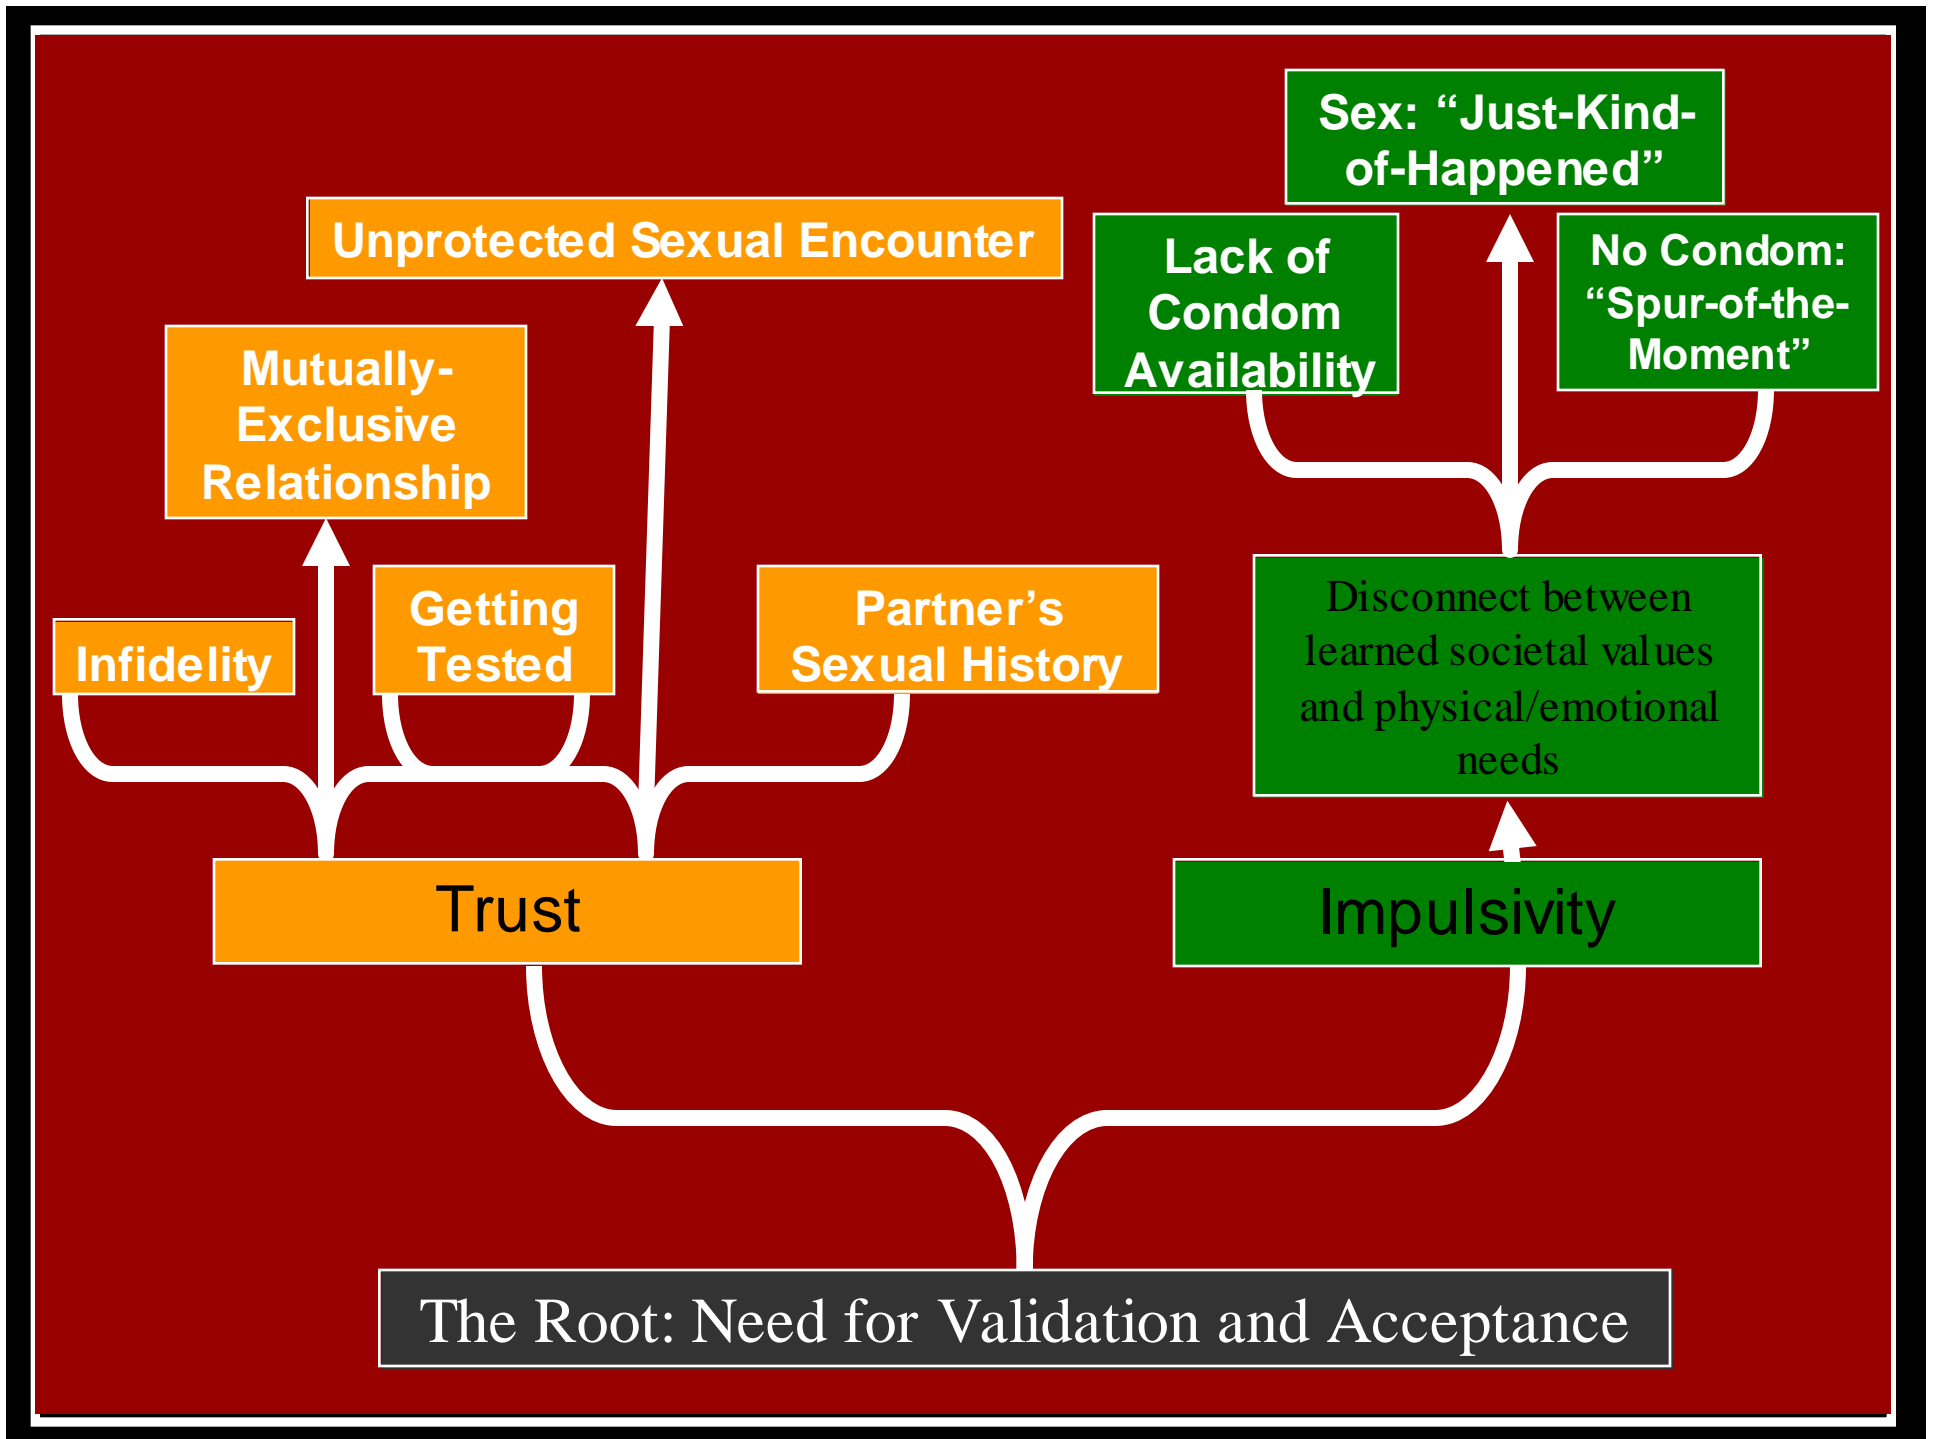 Sex: “Just-Kind-
of-Happened”
Unprotected Sexual Encounter
Lack of
Condom
Availability
No Condom:
“Spur-of-the-
Moment”
Mutually-
Exclusive
Relationship
Infidelity
Getting
Tested
Partner’s
Sexual History
Disconnect between
learned societal values
and physical/emotional
needs
Trust
Impulsivity
The Root: Need for Validation and Acceptance